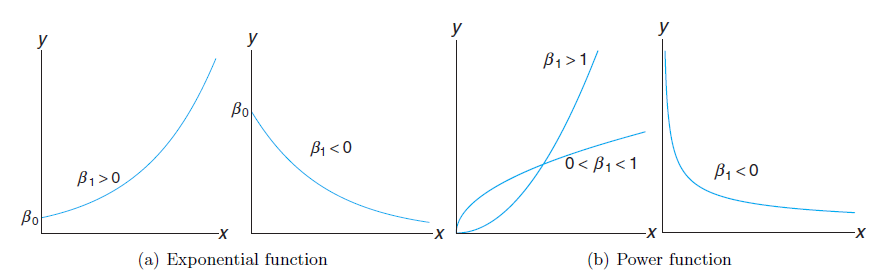 y
β₁>0
β₀
x
y
β₀
β₁<0
x
y
β₁>1
0<β₁<1
x
y
β₁<0
x
(a) Exponential function
(b) Power function